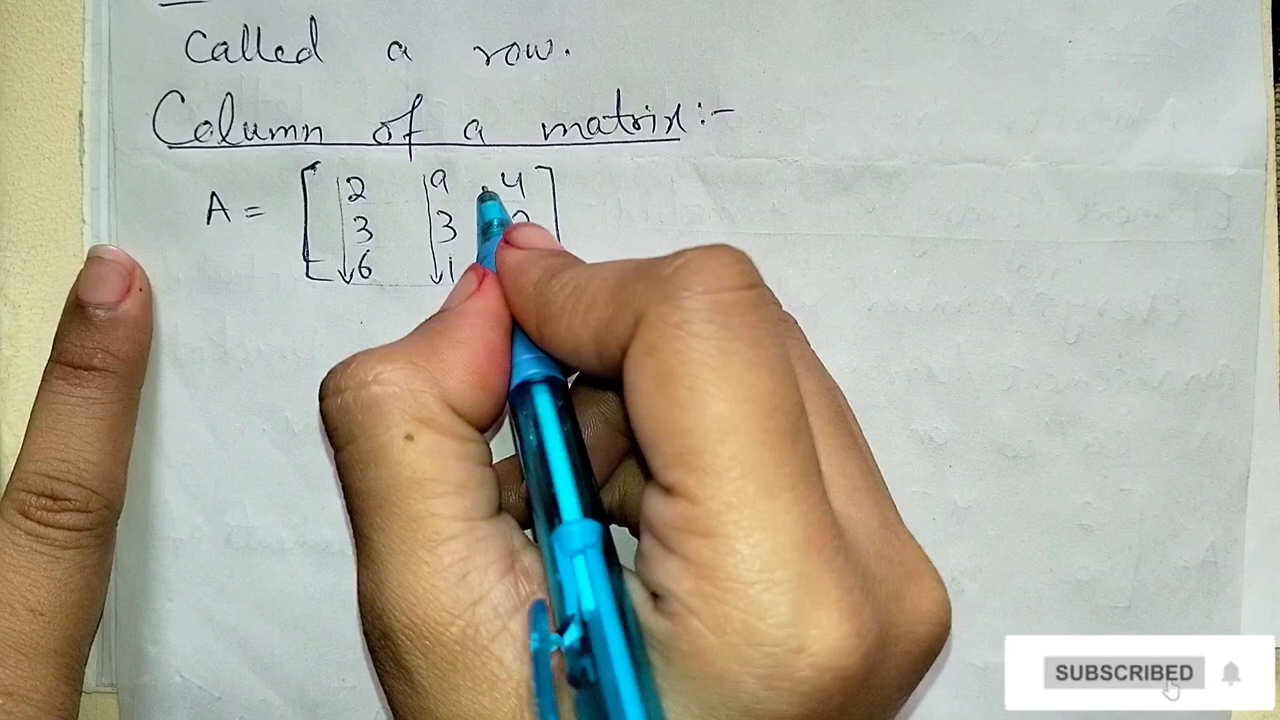 called a row.
Column of a matrix:-
A = [ 2 9 4
3 3
6 1 ]
SUBSCRIBED